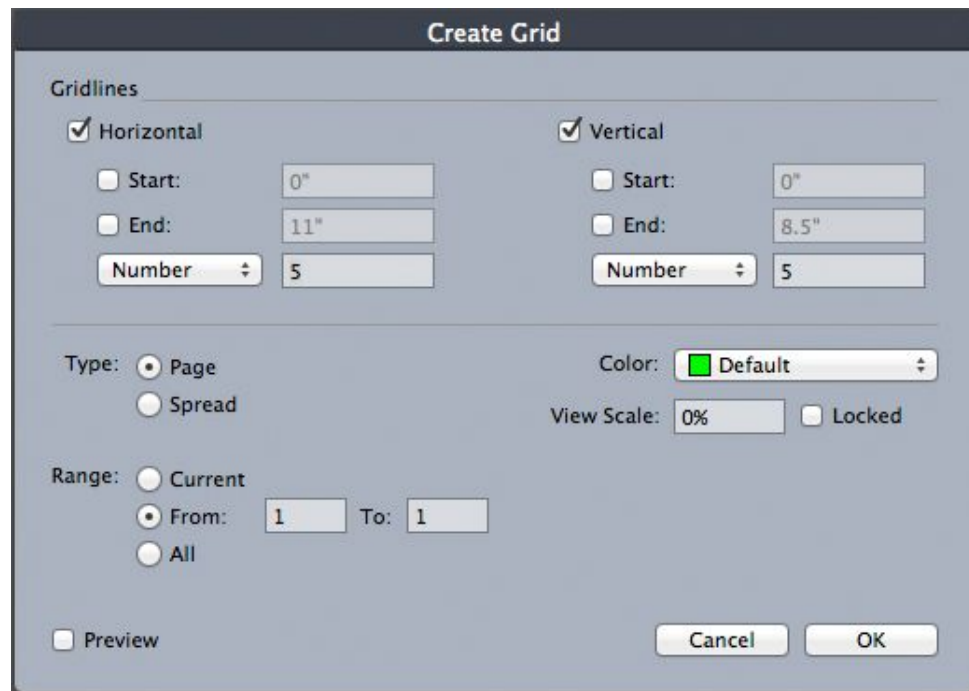 Create Grid
Gridlines
Horizontal
Vertical
Start: 0"
Start: 0"
End: 11"
End: 8.5"
Number 5
Number 5
Type: Page
Spread
Color: Default
View Scale: 0% Locked
Range: Current
From: 1 To: 1
All
Preview
Cancel OK